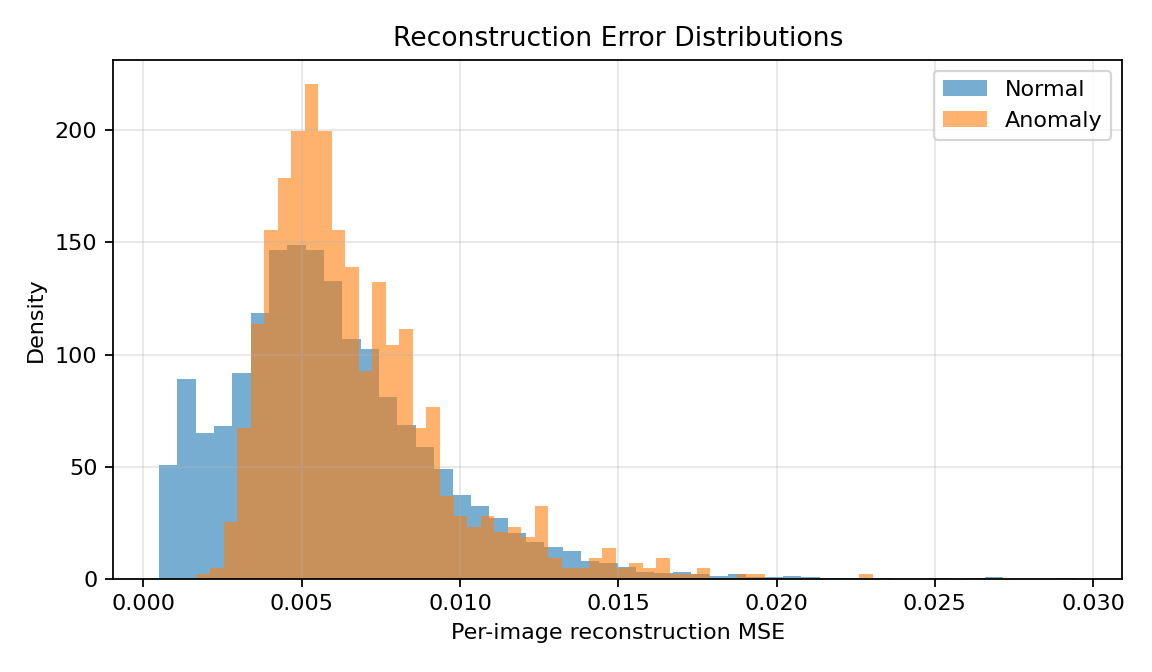 Reconstruction Error Distributions
Normal
Anomaly
Density
200
150
100
50
0
0.000 0.005 0.010 0.015 0.020 0.025 0.030
Per-image reconstruction MSE